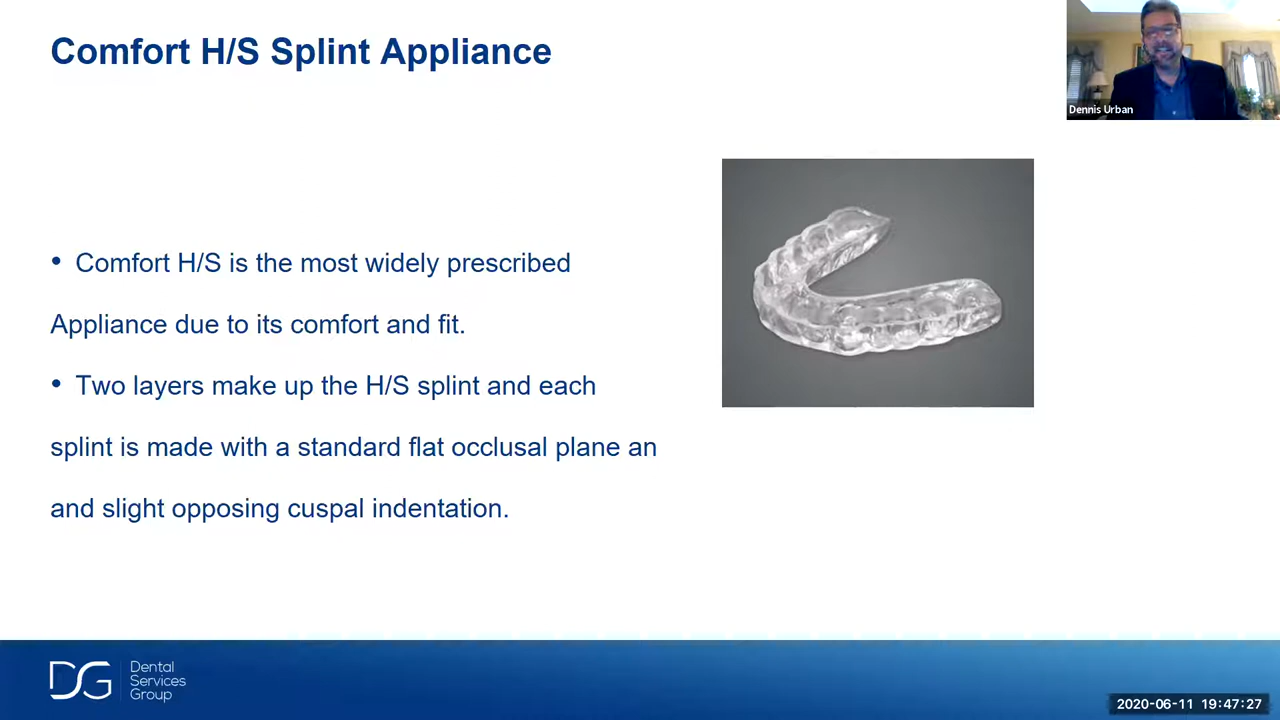 Comfort H/S Splint Appliance
Dennis Urban
• Comfort H/S is the most widely prescribed
Appliance due to its comfort and fit.
• Two layers make up the H/S splint and each
splint is made with a standard flat occlusal plane an
and slight opposing cuspal indentation.
DG
Dental
Services
Group
2020-06-11 19:47:27